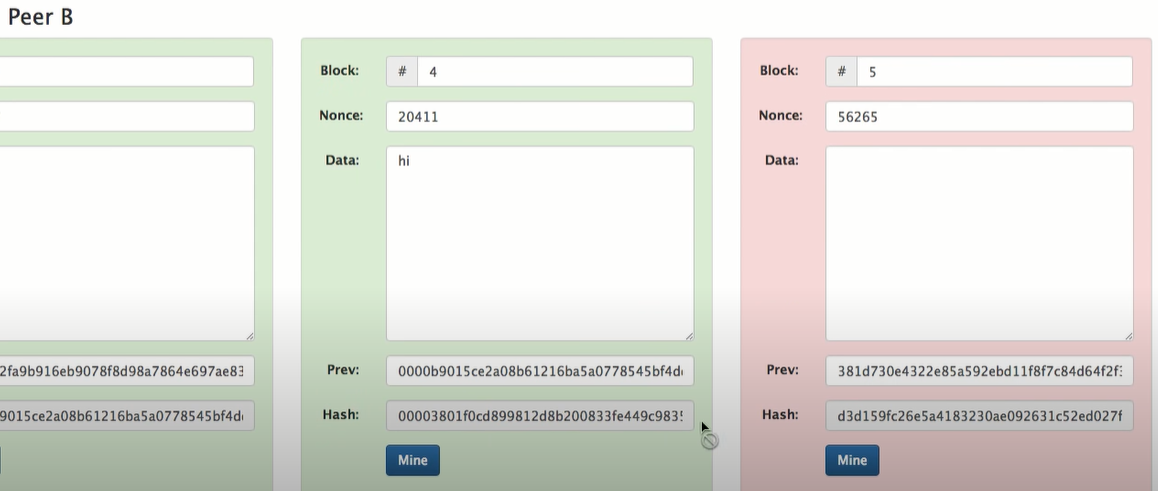 Peer B
Block: # 4
Nonce: 20411
Data: hi
Prev: 0000b9015ce2a08b61216ba5a0778545bf4d
Hash: 00003801f0cd899812d8b200833fe449c983
Mine
Block: # 5
Nonce: 56265
Data:
Prev: 381d730e4322e85a592ebd11f8f7c84d64f2f
Hash: d3d159fc26e5a4183230ae092631c52ed027f
Mine
2fa9b916eb9078f8d98a7864e697ae83
9015ce2a08b61216ba5a0778545bf4d